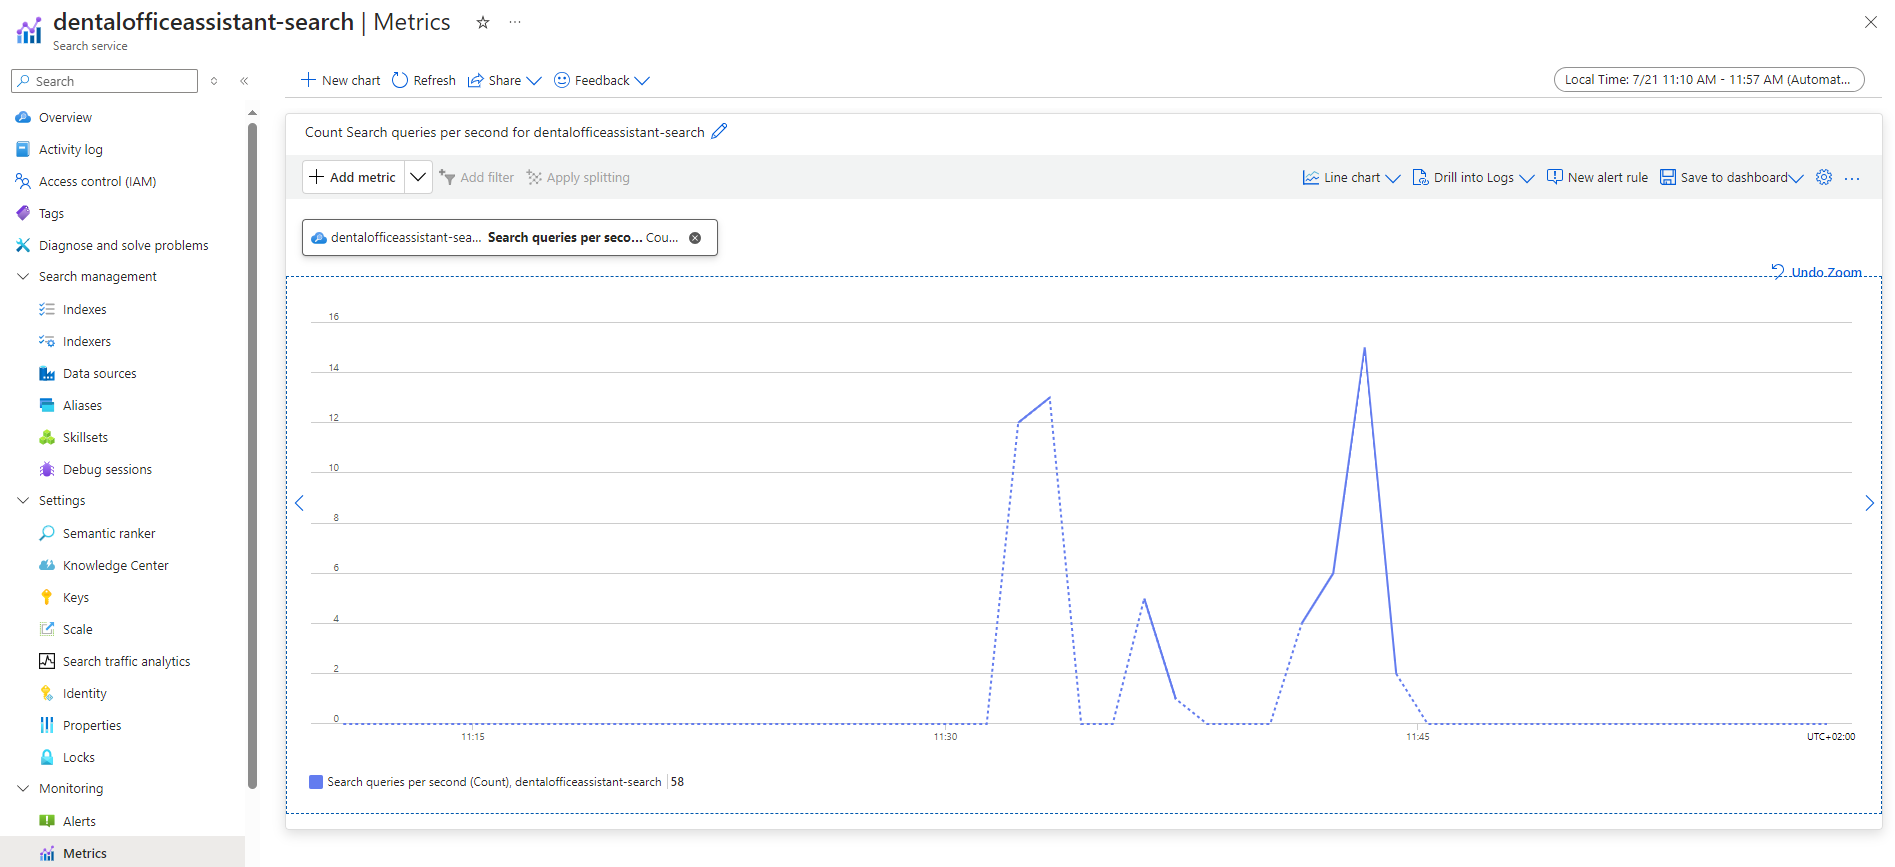 dentalofficeassistant-search | Metrics
Search service
Search
Overview
Activity log
Access control (IAM)
Tags
Diagnose and solve problems
Search management
Indexes
Indexers
Data sources
Aliases
Skillsets
Debug sessions
Settings
Semantic ranker
Knowledge Center
Keys
Scale
Search traffic analytics
Identity
Properties
Locks
Monitoring
Alerts
Metrics
New chart Refresh Share Feedback
Local Time: 7/21 11:10 AM - 11:57 AM (Automat...
Count Search queries per second for dentalofficeassistant-search
Add metric Add filter Apply splitting Line chart Drill into Logs New alert rule Save to dashboard
dentalofficeassistant-sea... Search queries per seco... Cou...
Undo Zoom
16
14
12
10
8
6
4
2
0
11:15 11:30 11:45 UTC+02:00
Search queries per second (Count), dentalofficeassistant-search 58